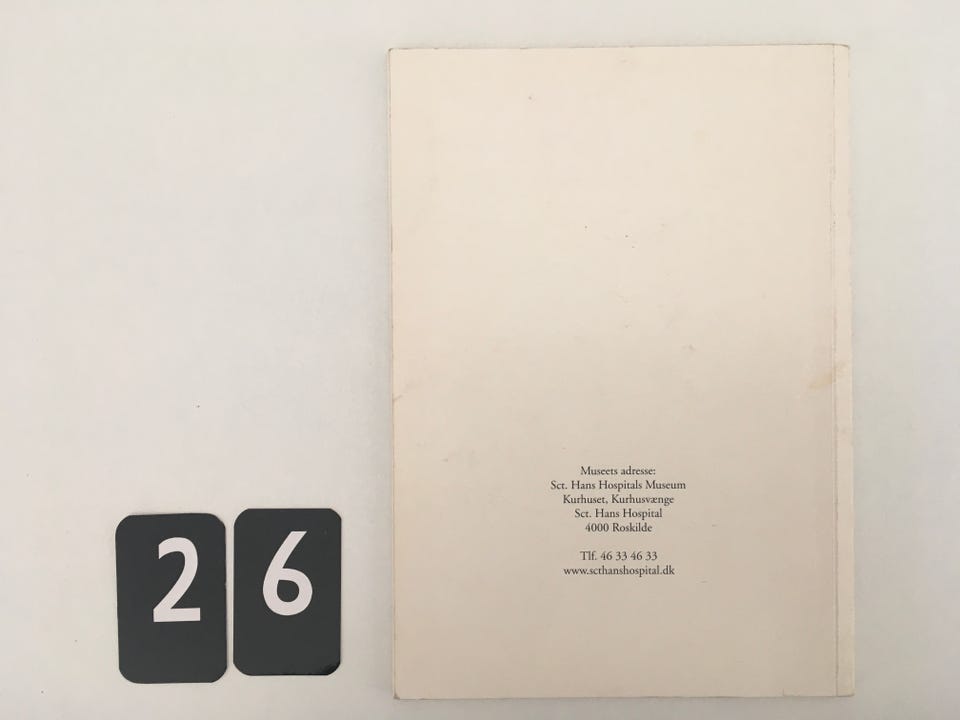 Museets adresse:
Sct. Hans Hospitals Museum
Kurhuset, Kurhusvænge
Sct. Hans Hospital
4000 Roskilde
Tlf. 46 33 46 33
www.scthanshospital.dk
2 6